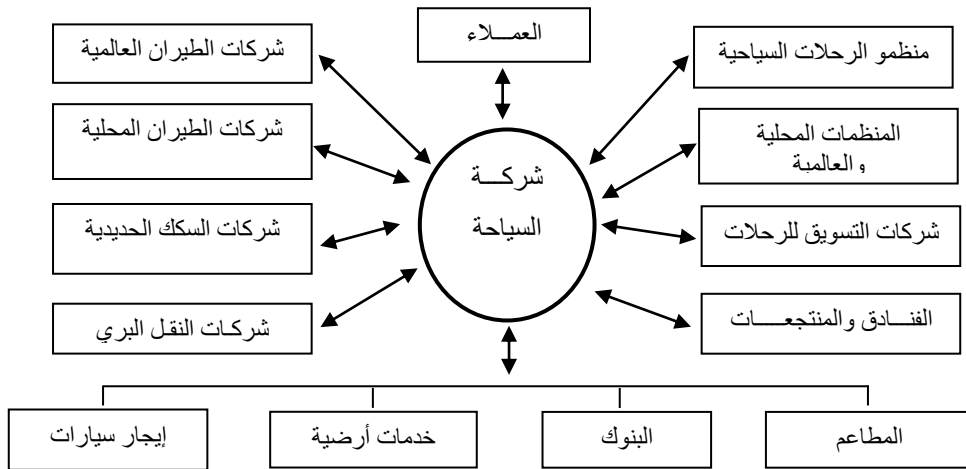 العمـــلاء
شركات الطيران العالمية
منظمو الرحلات السياحية
شركات الطيران المحلية
المنظمات المحلية
والعالمية
شركـــة
السياحة
شركات السكك الحديدية
شركات التسويق للرحلات
شركـات النقل البري
الفنـــادق والمنتجعـــــات
إيجار سيارات
خدمات أرضية
البنوك
المطاعم